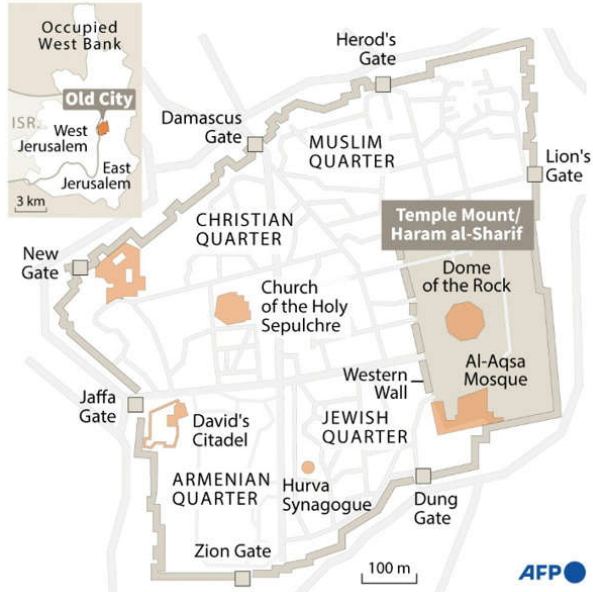 Occupied
West Bank
Old City
ISR.
West
Jerusalem
East
Jerusalem
3 km
Herod's
Gate
Damascus
Gate
MUSLIM
QUARTER
Lion's
Gate
CHRISTIAN
QUARTER
Temple Mount/
Haram al-Sharif
New
Gate
Dome
of the Rock
Church
of the Holy
Sepulchre
Al-Aqsa
Mosque
Western
Wall
Jaffa
Gate
David's
Citadel
JEWISH
QUARTER
ARMENIAN
QUARTER
Hurva
Synagogue
Dung
Gate
Zion Gate
100 m
AFP